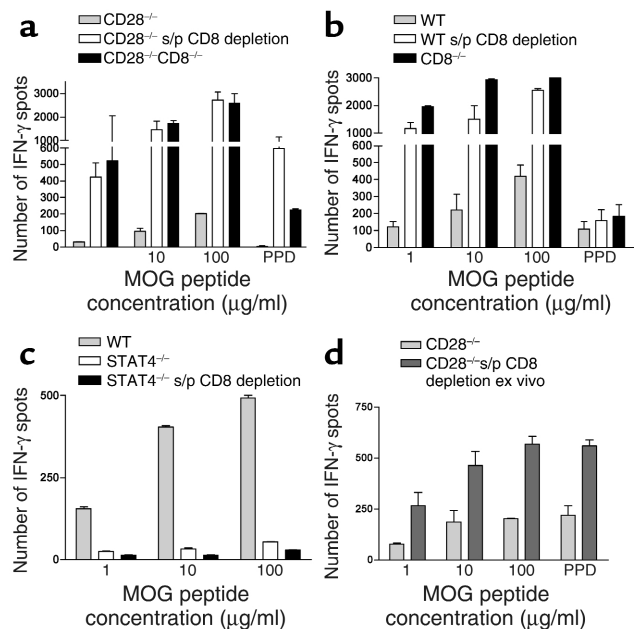 a
CD28–/–
CD28–/– s/p CD8 depletion
CD28–/–CD8–/–
Number of IFN-γ spots
3000
2000
1000
600
500
400
300
200
100
0
10 100 PPD
MOG peptide
concentration (μg/ml)
b
WT
WT s/p CD8 depletion
CD8–/–
Number of IFN-γ spots
3000
2000
1000
600
500
400
300
200
100
0
1 10 100 PPD
MOG peptide
concentration (μg/ml)
c
WT
STAT4–/–
STAT4–/– s/p CD8 depletion
Number of IFN-γ spots
500
250
0
1 10 100
MOG peptide
concentration (μg/ml)
d
CD28–/–
CD28–/–s/p CD8
depletion ex vivo
Number of IFN-γ spots
750
500
250
0
1 10 100 PPD
MOG peptide
concentration (μg/ml)